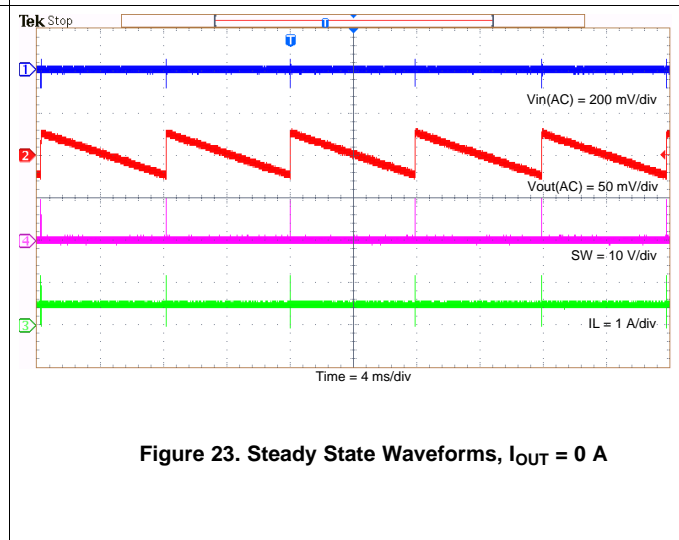 Tek Stop
T
T
1
Vin(AC) = 200 mV/div
2
Vout(AC) = 50 mV/div
4
SW = 10 V/div
3
IL = 1 A/div
Time = 4 ms/div
Figure 23. Steady State Waveforms, IOUT = 0 A